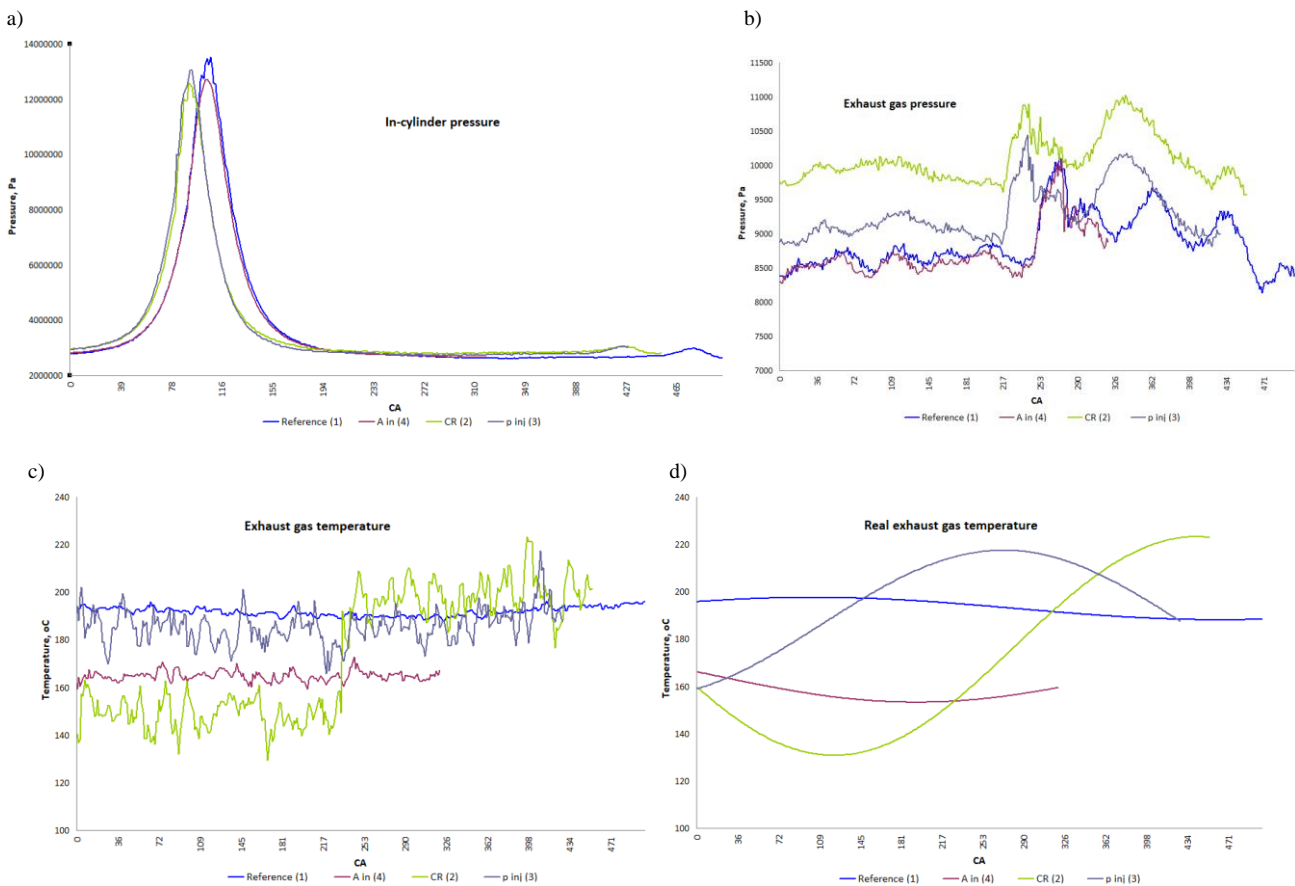 a)
14000000
12000000
10000000
8000000
6000000
4000000
2000000
Pressure, Pa
In-cylinder pressure
0 39 78 116 155 194 233 272 310 349 388 427 465
CA
Reference (1) A in (4) CR (2) p inj (3)
b)
11500
11000
10500
10000
9500
9000
8500
8000
7500
7000
Pressure, Pa
Exhaust gas pressure
0 36 72 109 145 181 217 253 290 326 362 398 434 471
CA
Reference (1) A in (4) CR (2) p inj (3)
c)
240
220
200
180
160
140
120
100
Temperature, oC
Exhaust gas temperature
0 36 72 109 145 181 217 253 290 326 362 398 434 471
CA
Reference (1) A in (4) CR (2) p inj (3)
d)
240
220
200
180
160
140
120
100
Temperature, oC
Real exhaust gas temperature
0 36 72 109 145 181 217 253 290 326 362 398 434 471
CA
Reference (1) A in (4) CR (2) p inj (3)